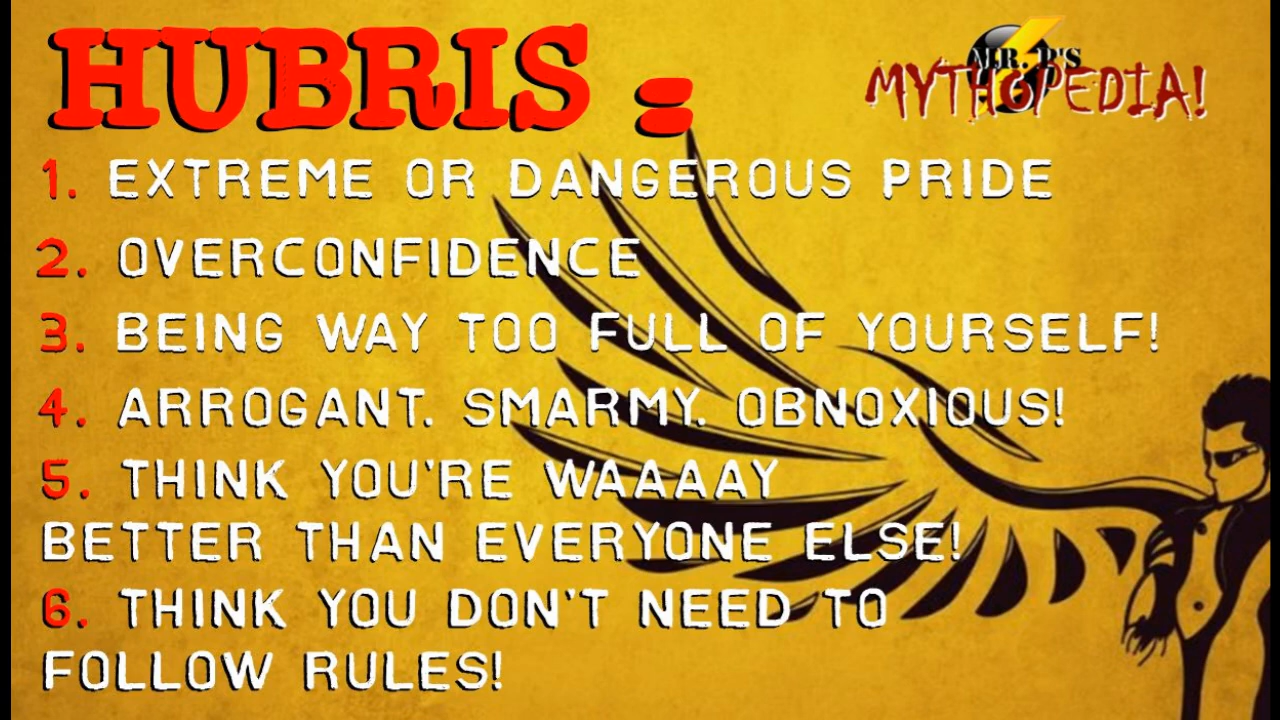 HUBRIS =
MR. P'S
MYTHOPEDIA!
1. EXTREME OR DANGEROUS PRIDE
2. OVERCONFIDENCE
3. BEING WAY TOO FULL OF YOURSELF!
4. ARROGANT. SMARMY. OBNOXIOUS!
5. THINK YOU'RE WAAAAY
BETTER THAN EVERYONE ELSE!
6. THINK YOU DON'T NEED TO
FOLLOW RULES!